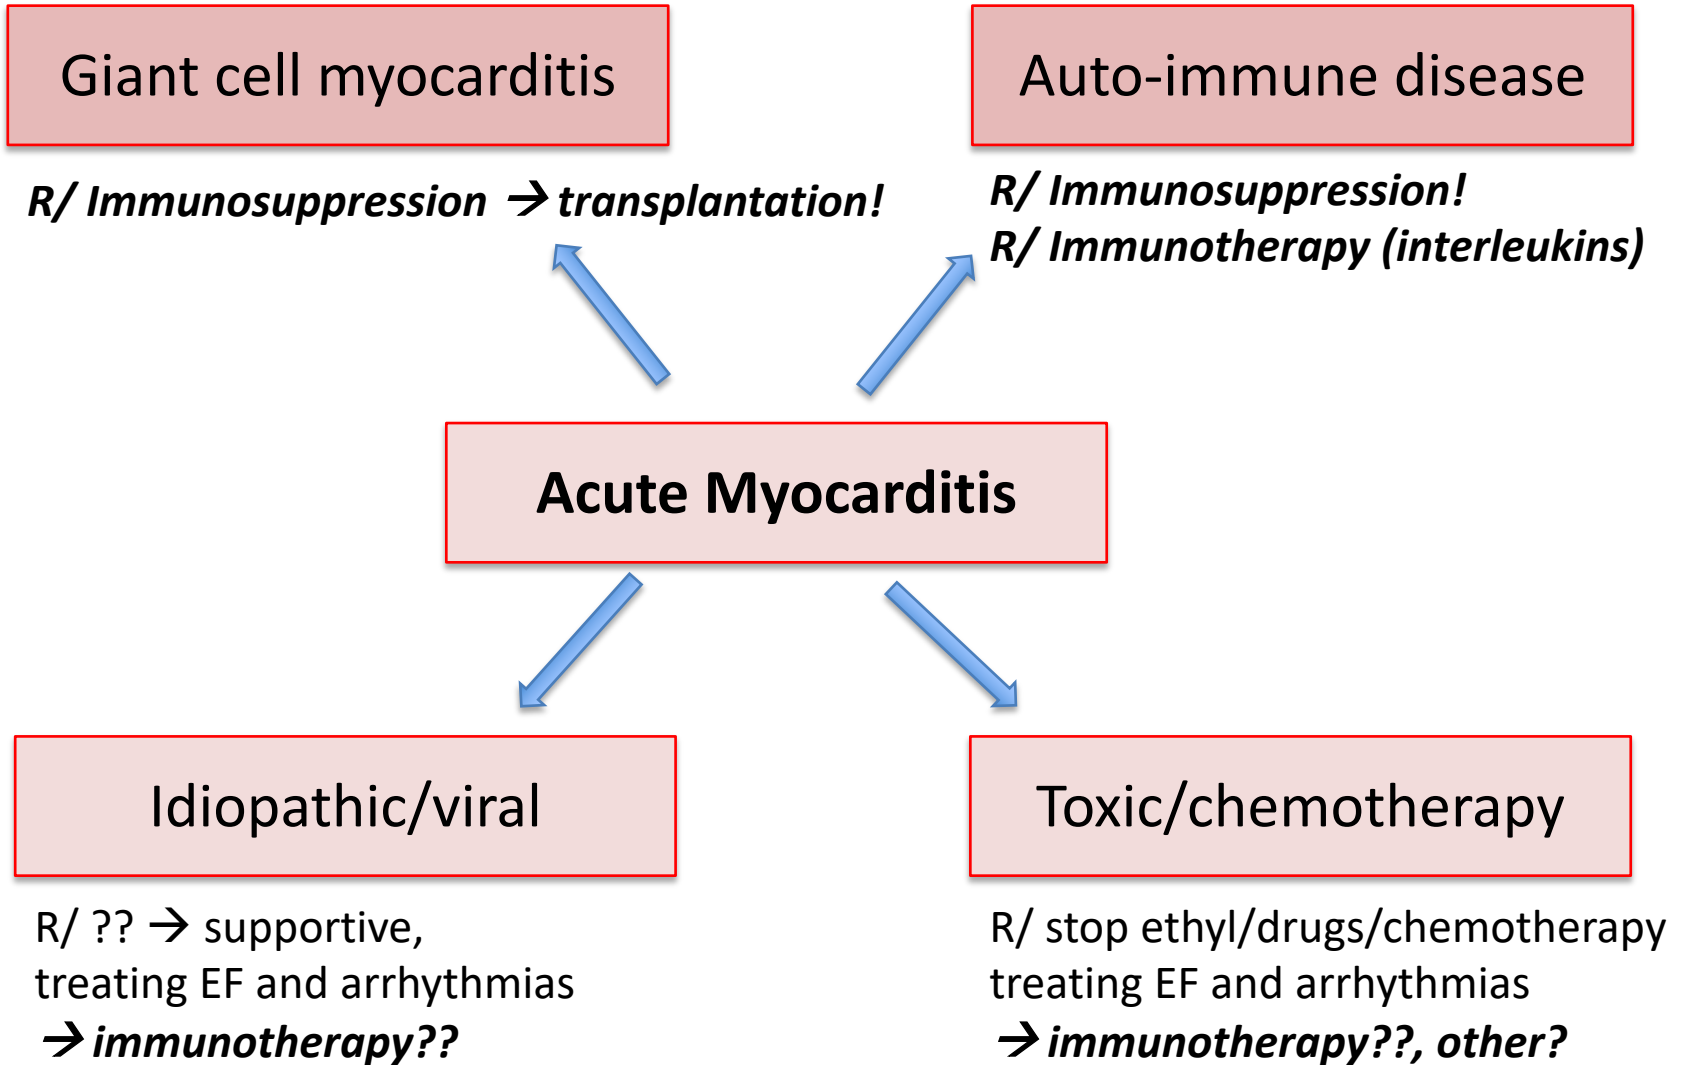 Giant cell myocarditis
R/ Immunosuppression → transplantation!
Auto-immune disease
R/ Immunosuppression!
R/ Immunotherapy (interleukins)
Acute Myocarditis
Idiopathic/viral
R/ ?? → supportive,
treating EF and arrhythmias
→ immunotherapy??
Toxic/chemotherapy
R/ stop ethyl/drugs/chemotherapy
treating EF and arrhythmias
→ immunotherapy??, other?